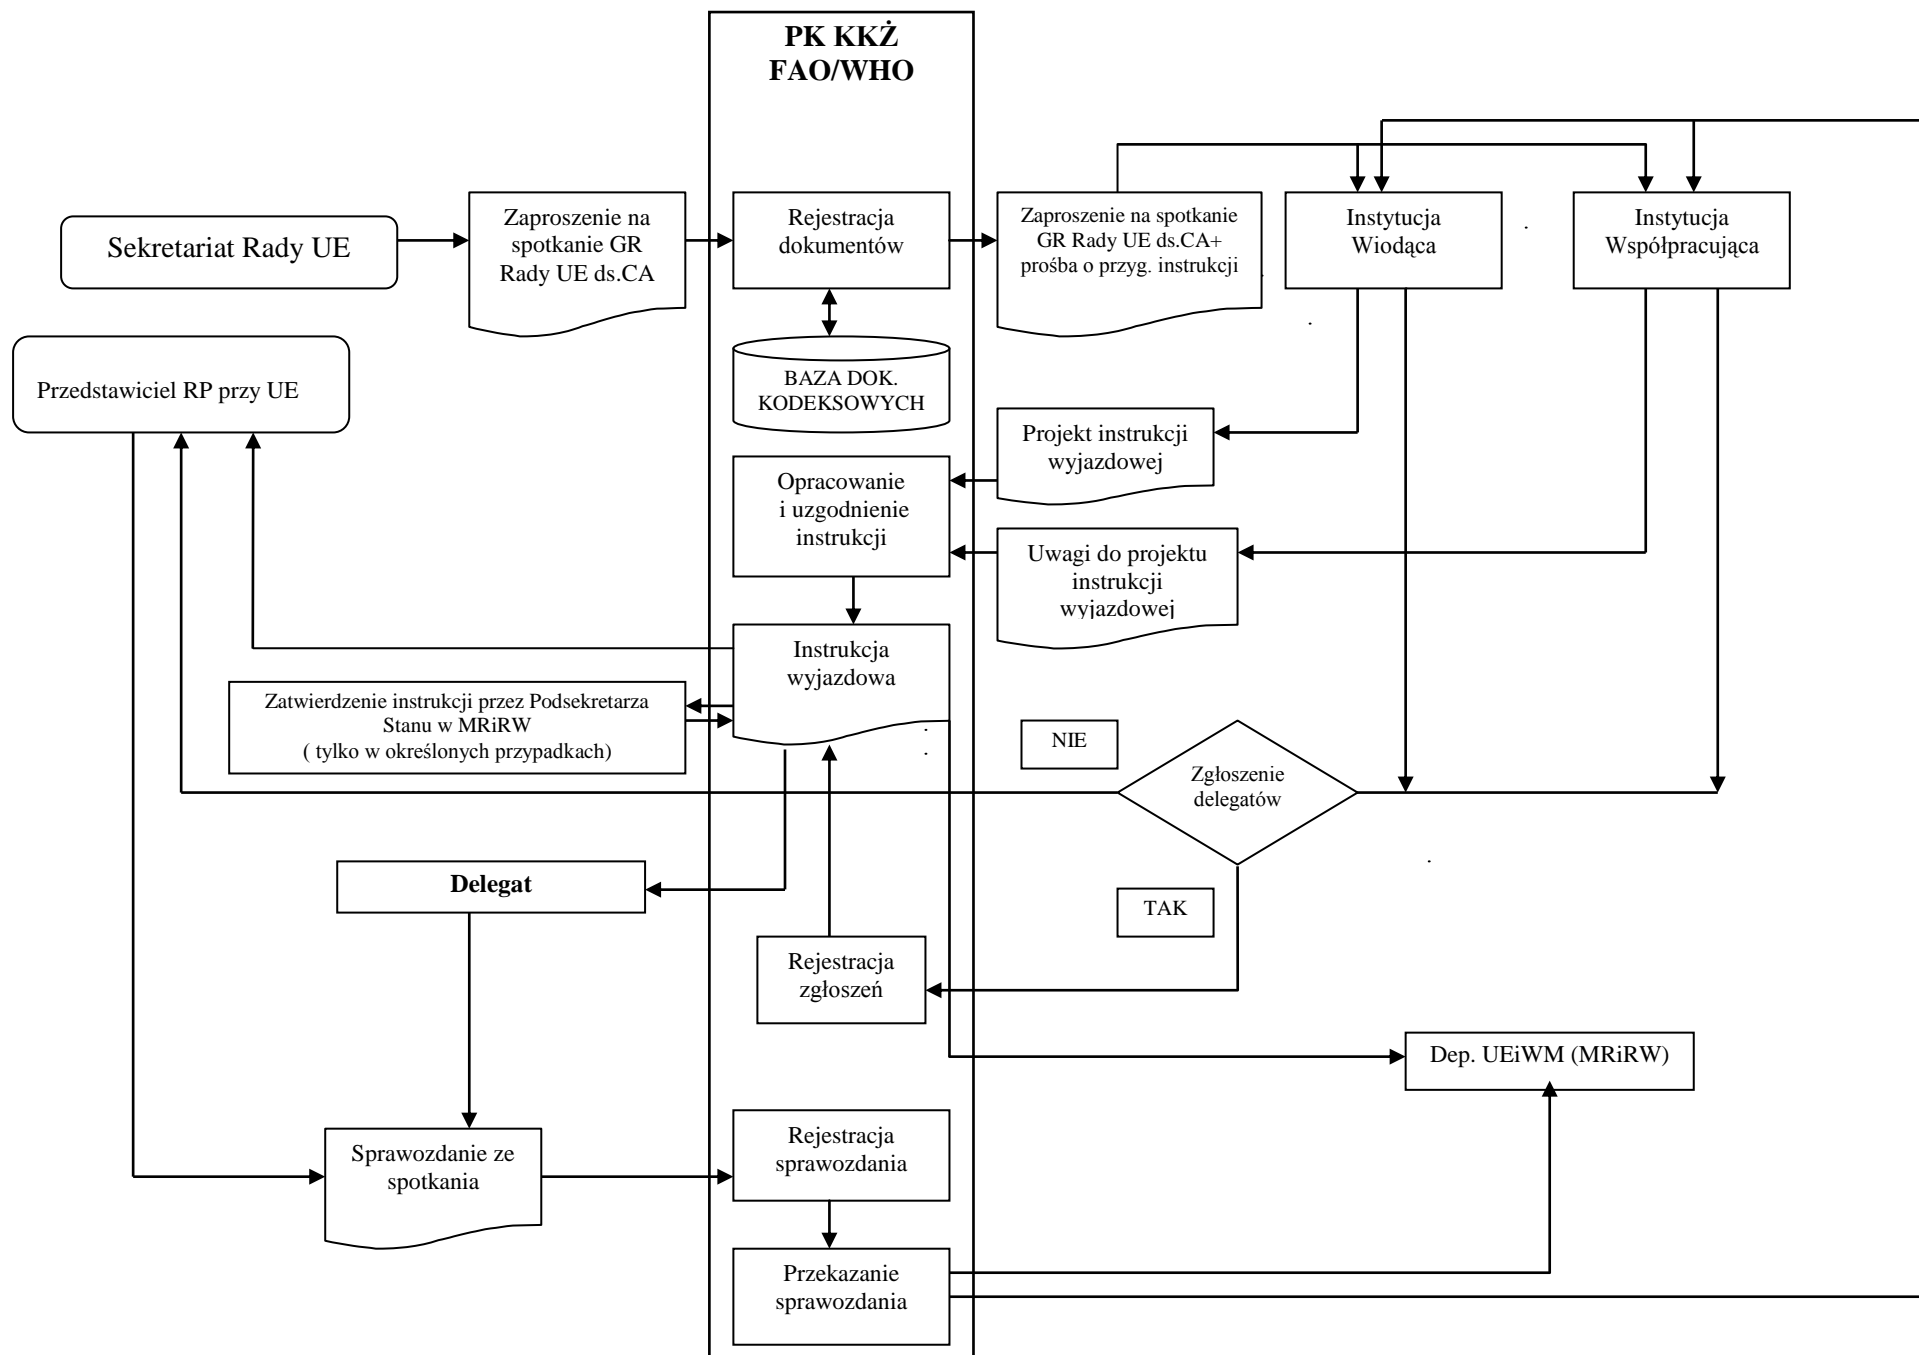 PK KKŻ
FAO/WHO
Sekretariat Rady UE
Zaproszenie na
spotkanie GR
Rady UE ds.CA
Rejestracja
dokumentów
Zaproszenie na spotkanie
GR Rady UE ds.CA+
prośba o przyg. instrukcji
Instytucja
Wiodąca
Instytucja
Współpracująca
Przedstawiciel RP przy UE
BAZA DOK.
KODEKSOWYCH
Projekt instrukcji
wyjazdowej
Opracowanie
i uzgodnienie
instrukcji
Uwagi do projektu
instrukcji
wyjazdowej
Instrukcja
wyjazdowa
Zatwierdzenie instrukcji przez Podsekretarza
Stanu w MRiRW
( tylko w określonych przypadkach)
NIE
Zgłoszenie
delegatów
Delegat
TAK
Rejestracja
zgłoszeń
Dep. UEiWM (MRiRW)
Sprawozdanie ze
spotkania
Rejestracja
sprawozdania
Przekazanie
sprawozdania